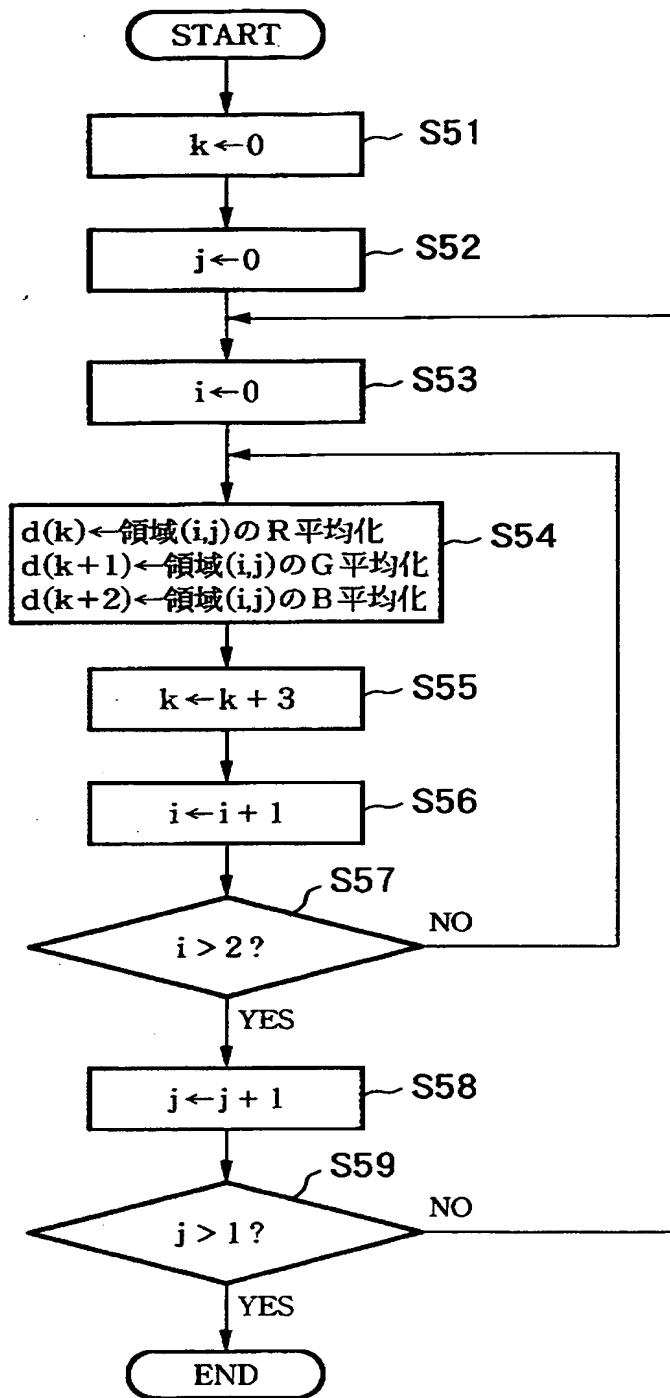 START
k←0
S51
j←0
S52
i←0
S53
d(k)←領域(i,j)のR平均化
d(k+1)←領域(i,j)のG平均化
d(k+2)←領域(i,j)のB平均化
S54
k←k+3
S55
i←i+1
S56
S57
i>2?
NO
YES
j←j+1
S58
S59
j>1?
NO
YES
END